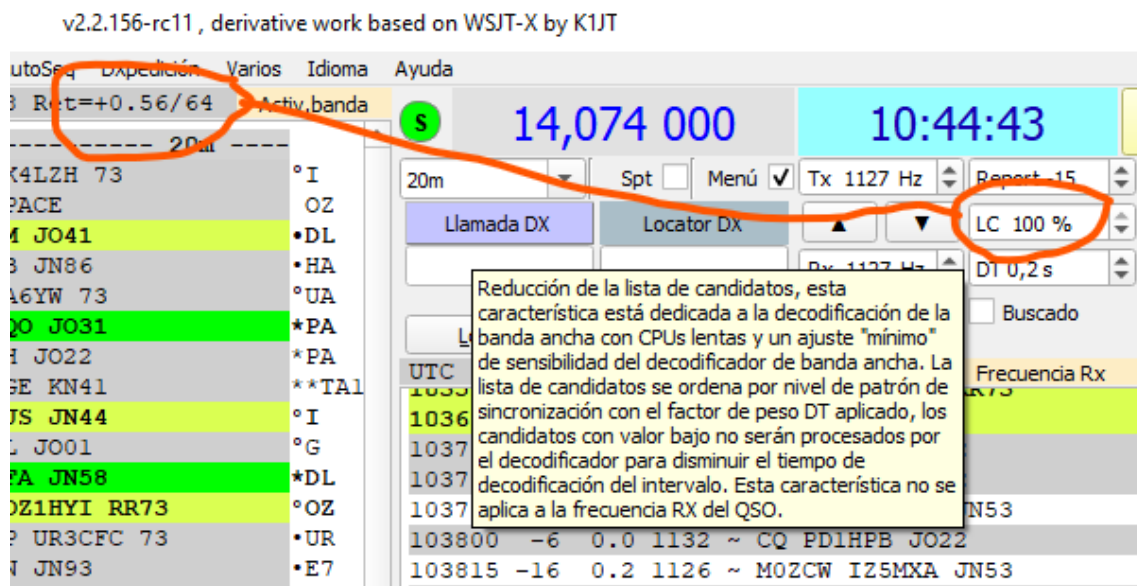 v2.2.156-rc11 , derivative work based on WSJT-X by K1JT
utoSeq DXpedición Varios Idioma Ayuda
Ret=+0.56/64 Activ.banda
S 14,074 000 10:44:43
---------- 20m ----
K4LZH 73 °I
PACE OZ
M JO41 •DL
JN86 •HA
A6YW 73 °UA
QO JO31 *PA
JO22 *PA
GE KN41 **TA1
US JN44 °I
JO01 °G
FA JN58 *DL
OZ1HYI RR73 °OZ
UR3CFC 73 •UR
JN93 •E7
20m Spt Menú Tx 1127 Hz Report -15
Llamada DX Locator DX ▲ ▼ LC 100 %
Rx 1127 Hz DT 0,2 s
Buscado
Reducción de la lista de candidatos, esta
característica está dedicada a la decodificación de la
banda ancha con CPUs lentas y un ajuste "mínimo"
de sensibilidad del decodificador de banda ancha. La
lista de candidatos se ordena por nivel de patrón de
sincronización con el factor de peso DT aplicado, los
candidatos con valor bajo no serán procesados por
el decodificador para disminuir el tiempo de
decodificación del intervalo. Esta característica no se
aplica a la frecuencia RX del QSO.
UTC Frecuencia Rx
1036
1037
1037
1037 JN53
103800 -6 0.0 1132 ~ CQ PD1HPB JO22
103815 -16 0.2 1126 ~ M0ZCW IZ5MXA JN53